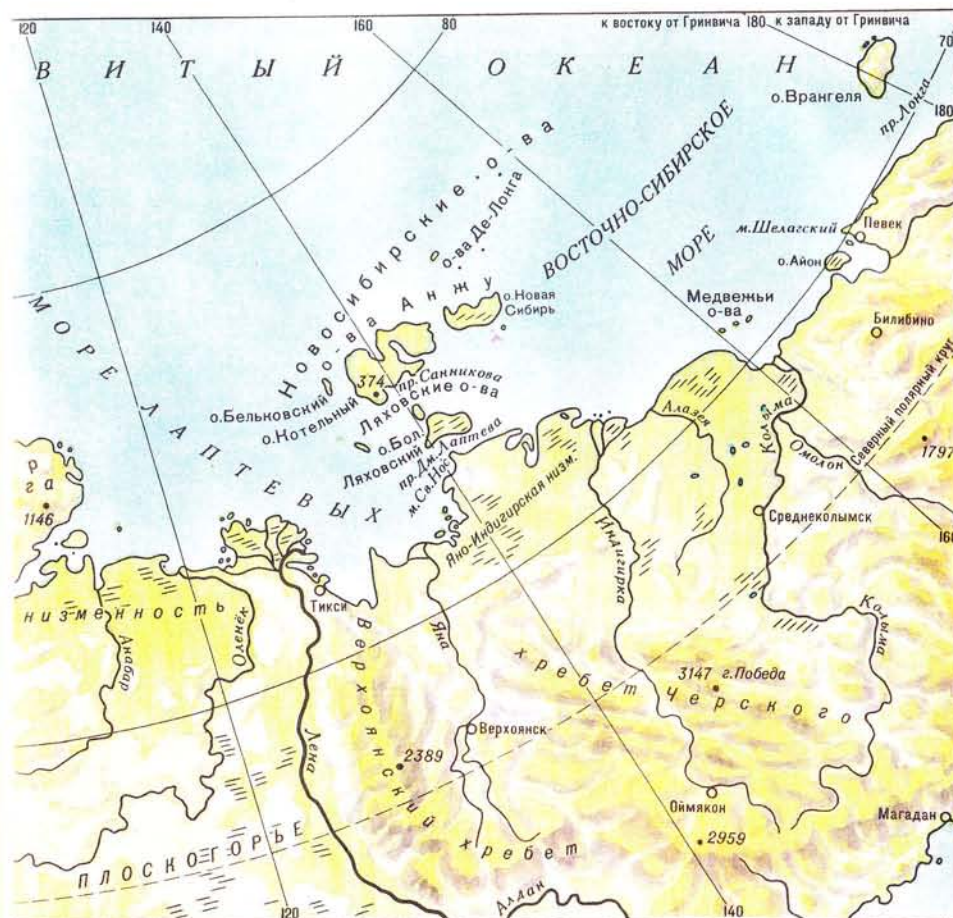 120
140
160
80
к востоку от Гринвича 180 к западу от Гринвича
70
ВИТЫЙ ОКЕАН
о.Врангеля
пр.Лонга
180
Новосибирские о-ва
о-ва Де-Лонга
ВОСТОЧНО-СИБИРСКОЕ
МОРЕ
м.Шелагский
Певек
о.Айон
о-ва Анжу
о.Новая
Сибирь
Медвежьи
о-ва
Билибино
МОРЕ ЛАПТЕВЫХ
374
пр.Санникова
о.Бельковский
о.Котельный
Ляховские о-ва
о.Бол.
Ляховский
пр.Дм.Лаптева
м.Св.Нос
Алазея
Колыма
Омолон
Северный полярный круг
1797
р
га
1146
Яно-Индигирская низм.
Индигирка
Среднеколымск
160
Тикси
низменность
Анабар
Оленёк
Яна
Колыма
хребет
Черского
3147 г.Победа
Верхоянск
Верхоянский
хребет
2389
Лена
Оймякон
2959
Магадан
ПЛОСКОГОРЬЕ
120
Алдан
140